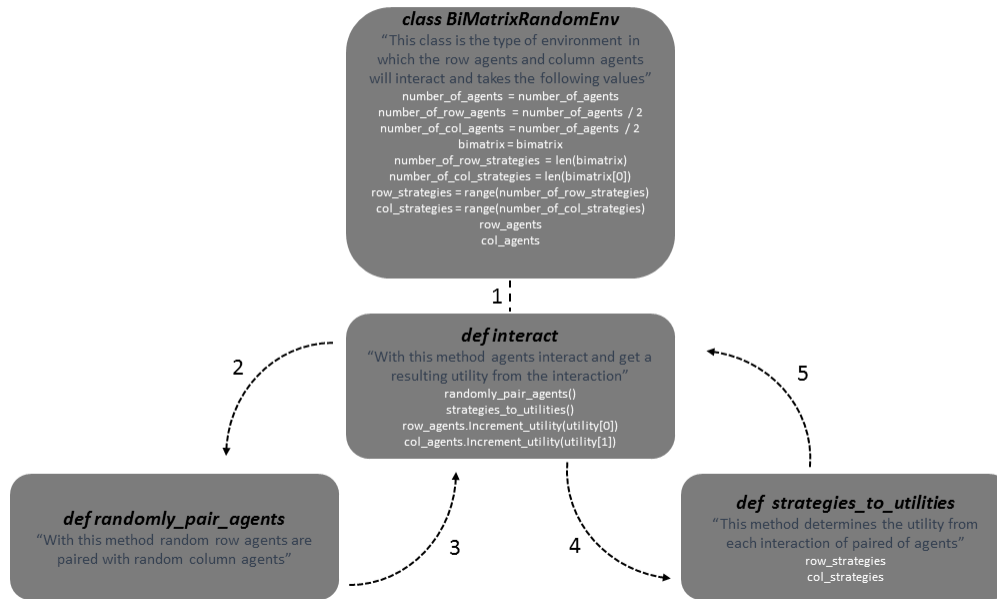 class BiMatrixRandomEnv
“This class is the type of environment in
which the row agents and column agents
will interact and takes the following values”
number_of_agents = number_of_agents
number_of_row_agents = number_of_agents / 2
number_of_col_agents = number_of_agents / 2
bimatrix = bimatrix
number_of_row_strategies = len(bimatrix)
number_of_col_strategies = len(bimatrix[0])
row_strategies = range(number_of_row_strategies)
col_strategies = range(number_of_col_strategies)
row_agents
col_agents
1
def interact
“With this method agents interact and get a
resulting utility from the interaction”
randomly_pair_agents()
strategies_to_utilities()
row_agents.Increment_utility(utility[0])
col_agents.Increment_utility(utility[1])
2
5
def randomly_pair_agents
“With this method random row agents are
paired with random column agents”
3
4
def strategies_to_utilities
“This method determines the utility from
each interaction of paired of agents”
row_strategies
col_strategies